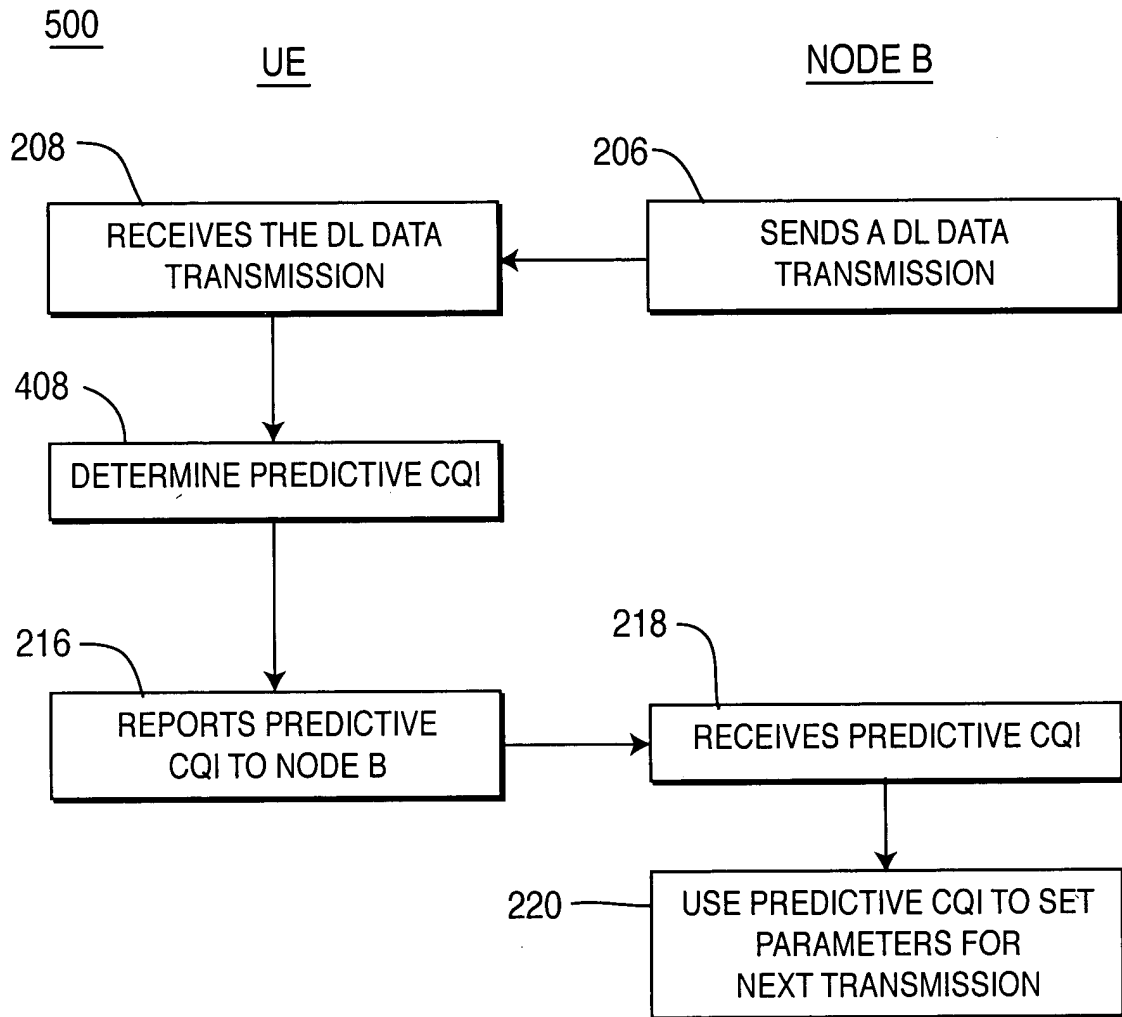 500
UE
NODE B
208
206
RECEIVES THE DL DATA
TRANSMISSION
SENDS A DL DATA
TRANSMISSION
408
DETERMINE PREDICTIVE CQI
216
218
REPORTS PREDICTIVE
CQI TO NODE B
RECEIVES PREDICTIVE CQI
220
USE PREDICTIVE CQI TO SET
PARAMETERS FOR
NEXT TRANSMISSION